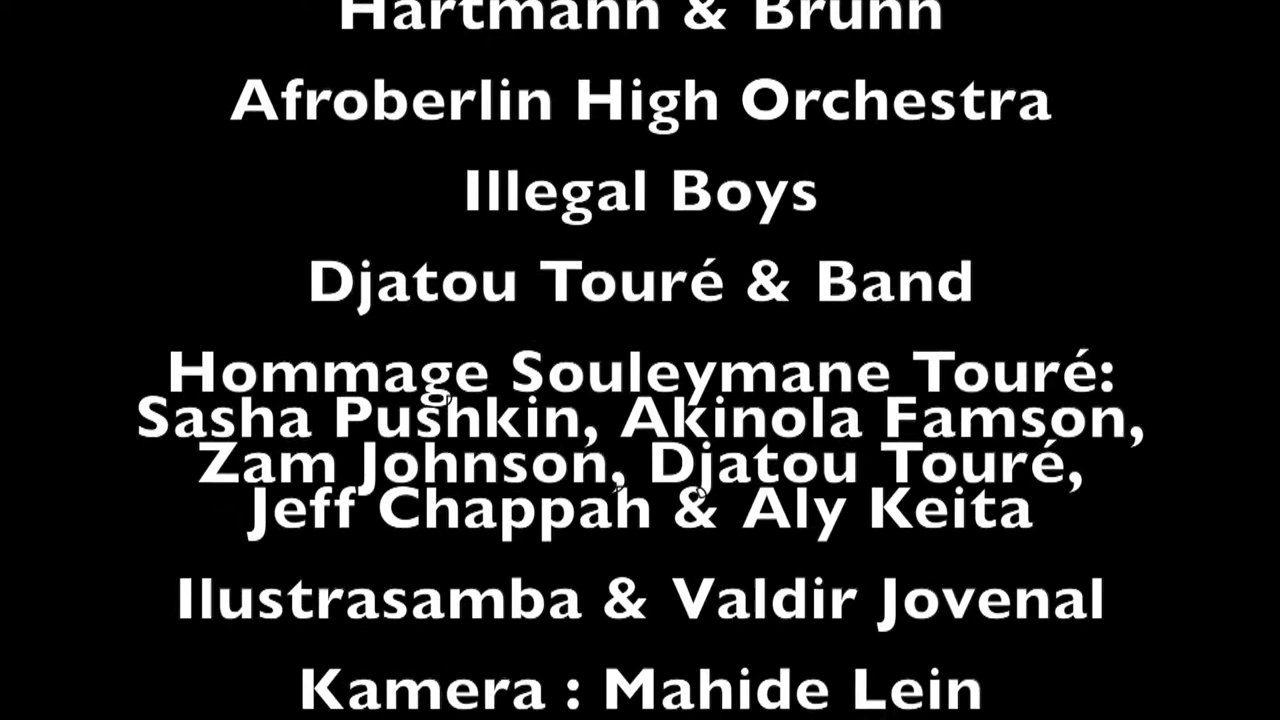 Hartmann & Brunn
Afroberlin High Orchestra
Illegal Boys
Djatou Touré & Band
Hommage Souleymane Touré:
Sasha Pushkin, Akinola Famson,
Zam Johnson, Djatou Touré,
Jeff Chappah & Aly Keita
Ilustrasamba & Valdir Jovenal
Kamera : Mahide Lein